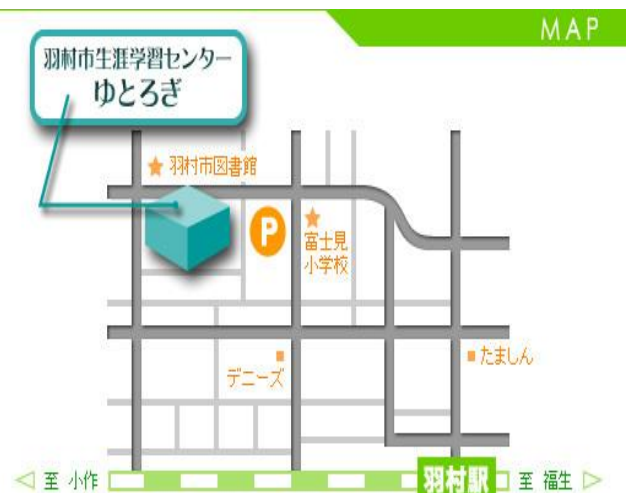 MAP
羽村市生涯学習センター
ゆとろぎ
★ 羽村市図書館
P
★
富士見
小学校
デニーズ
たましん
至 小作
羽村駅
至 福生